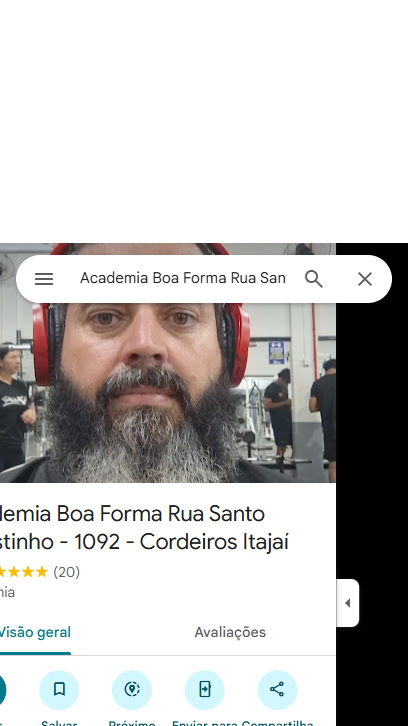 Academia Boa Forma Rua San
demia Boa Forma Rua Santo
stinho - 1092 - Cordeiros Itajaí
(20)
nia
Visão geral
Avaliações
Salvar
Próximo
Enviar para
Compartilhar